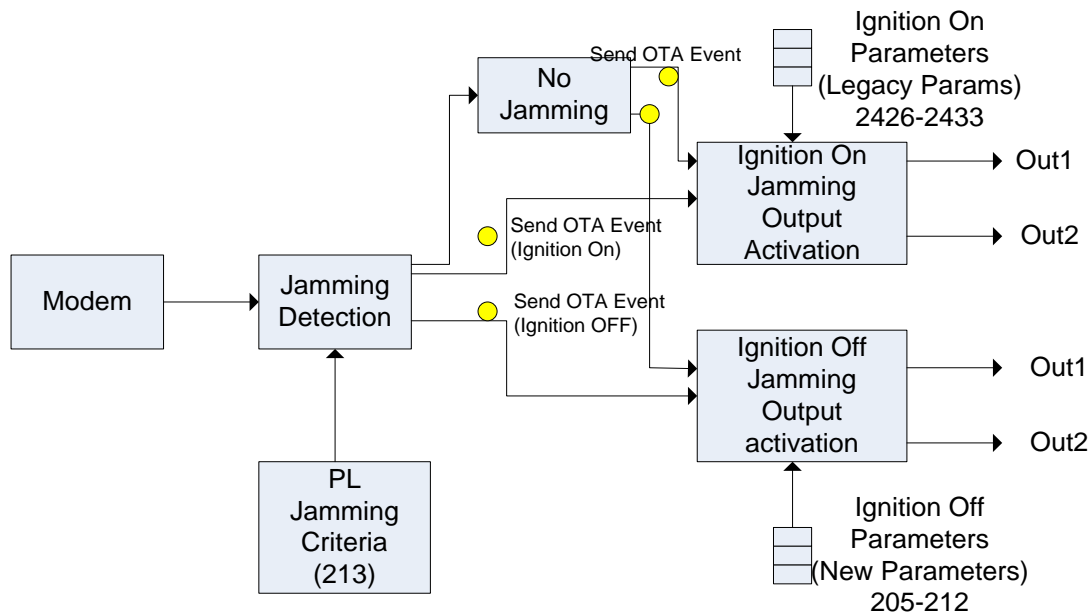 Ignition On
Parameters
(Legacy Params)
2426-2433
Send OTA Event
No
Jamming
Ignition On
Jamming
Output
Activation
Out1
Out2
Send OTA Event
(Ignition On)
Modem
Jamming
Detection
Send OTA Event
(Ignition OFF)
Ignition Off
Jamming
Output
activation
Out1
Out2
PL
Jamming
Criteria
(213)
Ignition Off
Parameters
(New Parameters)
205-212